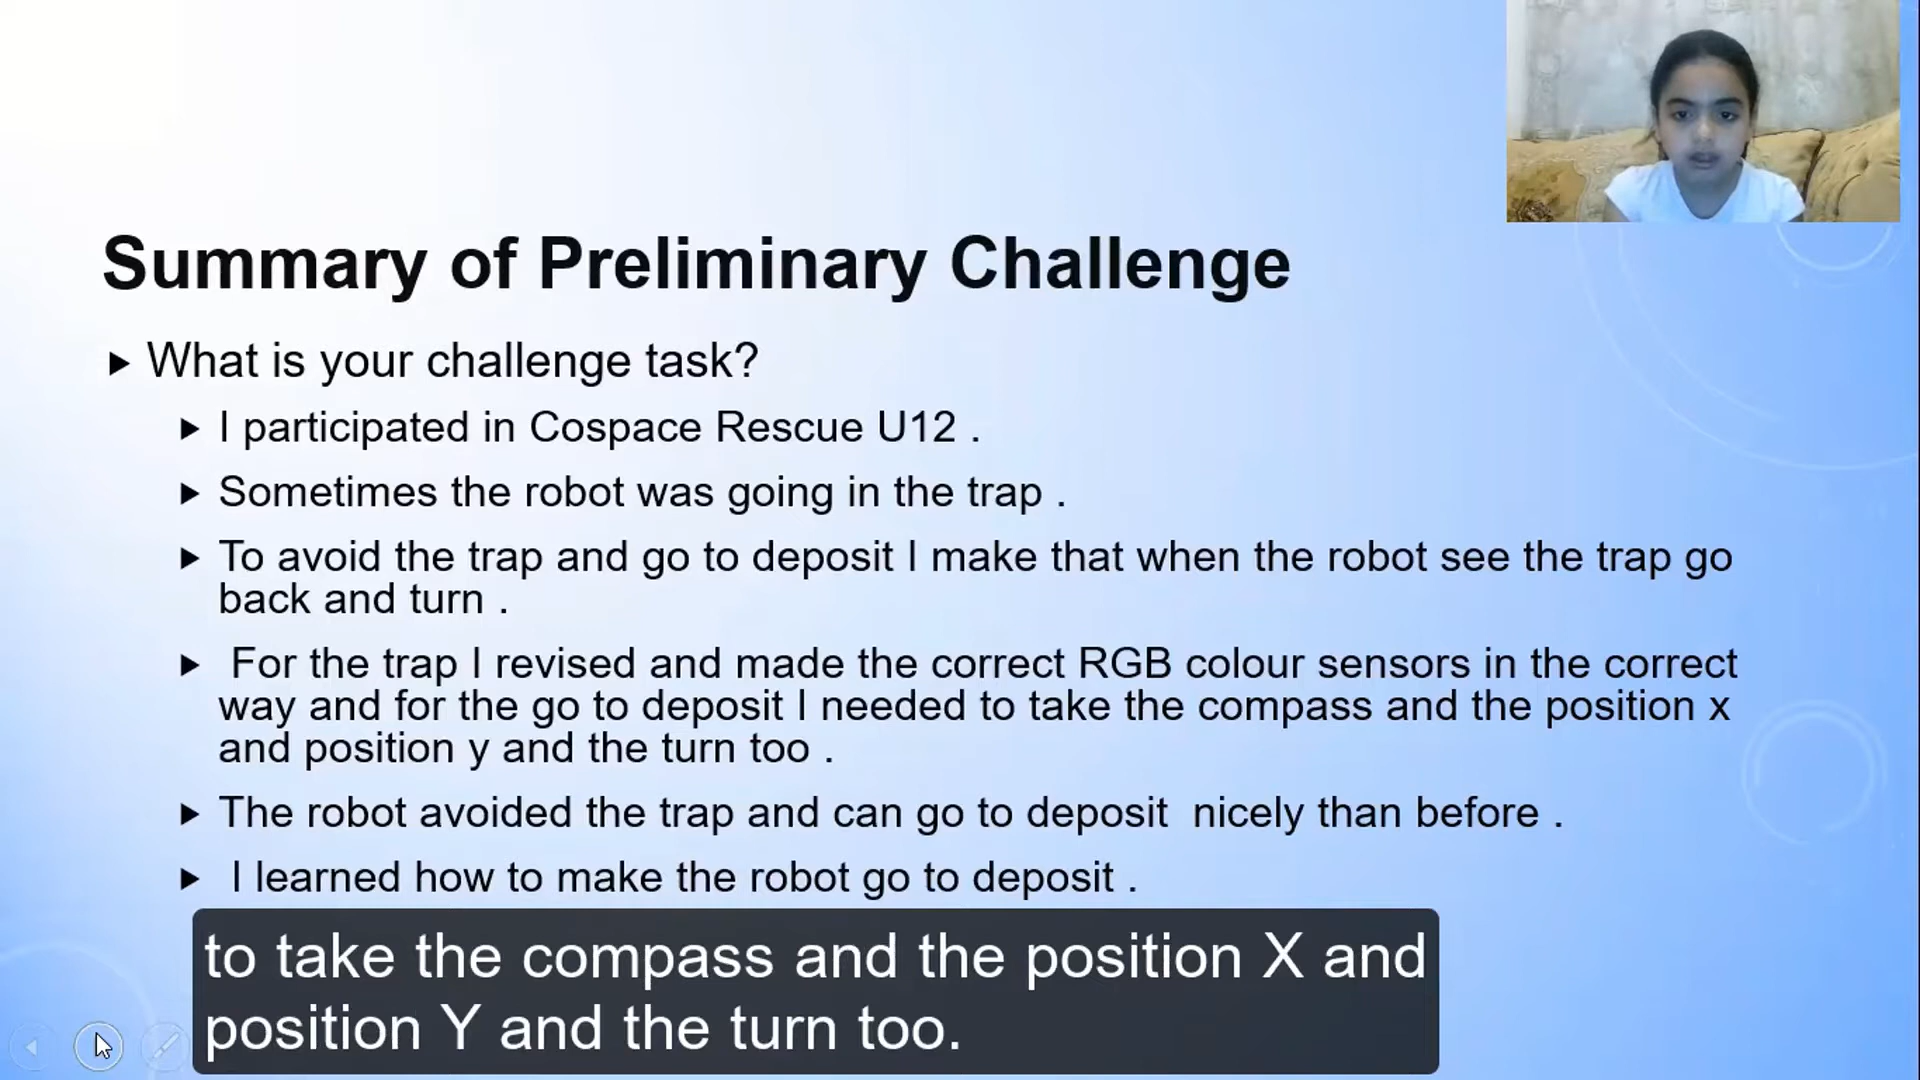 Summary of Preliminary Challenge
What is your challenge task?
I participated in Cospace Rescue U12 .
Sometimes the robot was going in the trap .
To avoid the trap and go to deposit I make that when the robot see the trap go
back and turn .
For the trap I revised and made the correct RGB colour sensors in the correct
way and for the go to deposit I needed to take the compass and the position x
and position y and the turn too .
The robot avoided the trap and can go to deposit  nicely than before .
I learned how to make the robot go to deposit .
to take the compass and the position X and
position Y and the turn too.